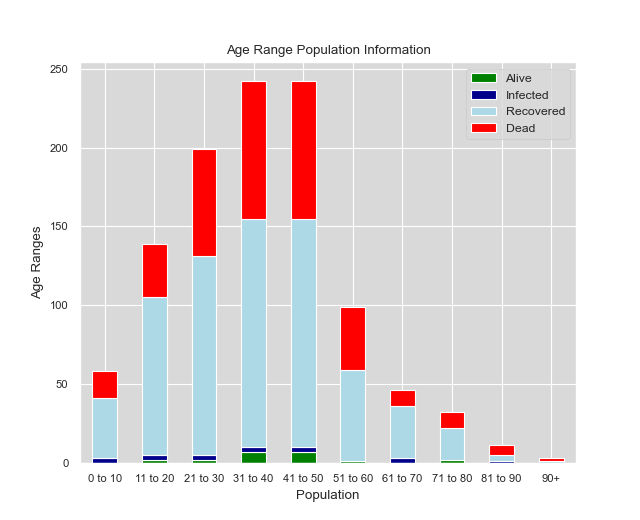 Age Range Population Information
250
200
150
100
50
0
Age Ranges
Alive
Infected
Recovered
Dead
0 to 10 11 to 20 21 to 30 31 to 40 41 to 50 51 to 60 61 to 70 71 to 80 81 to 90 90+
Population